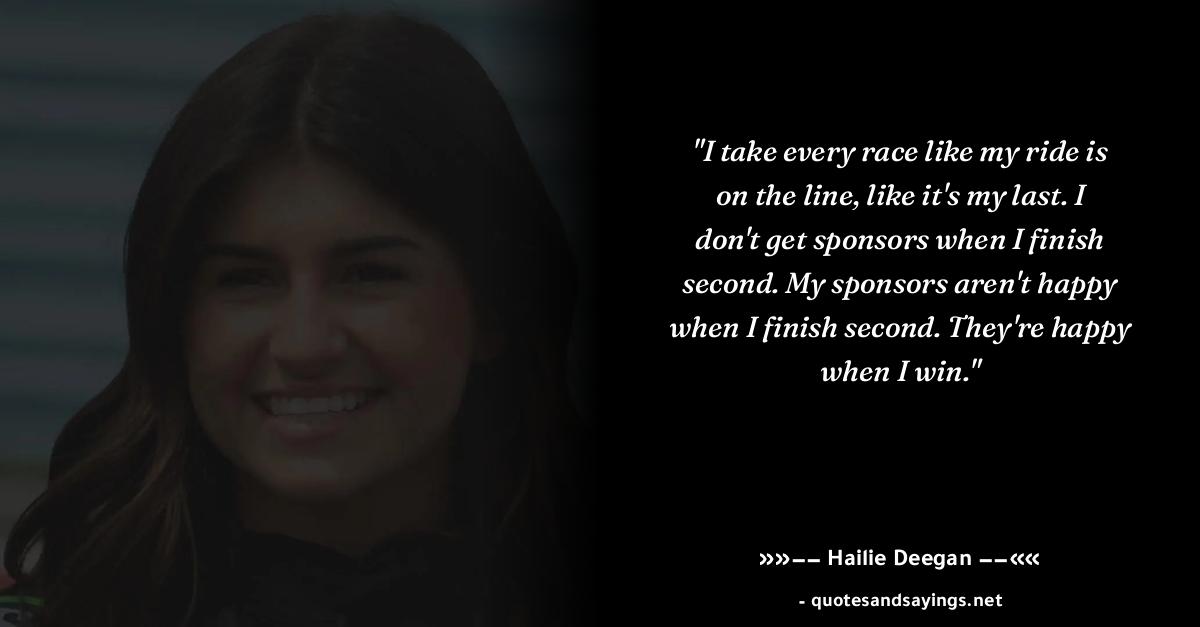 "I take every race like my ride is
on the line, like it's my last. I
don't get sponsors when I finish
second. My sponsors aren't happy
when I finish second. They're happy
when I win."
»»−− Hailie Deegan −−««
- quotesandsayings.net